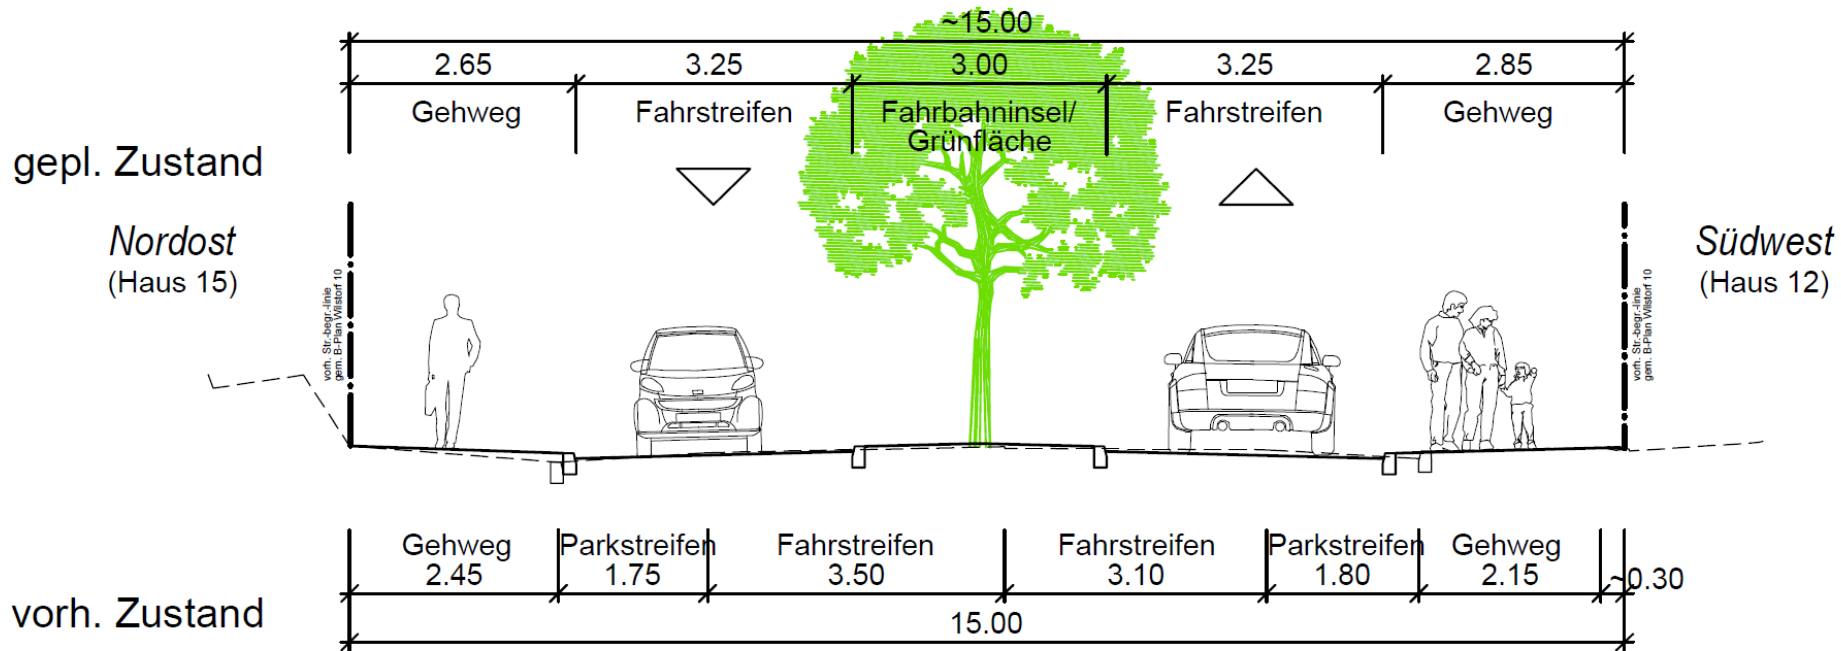 ~15.00
2.65 3.25 3.00 3.25 2.85
Gehweg Fahrstreifen Fahrbahninsel/ Fahrstreifen Gehweg
Grünfläche
gepl. Zustand
Nordost
(Haus 15)
Südwest
(Haus 12)
vorh. Str.-begr.-linie
gem. B-Plan Wilstorf 10
vorh. Str.-begr.-linie
gem. B-Plan Wilstorf 10
Gehweg Parkstreifen Fahrstreifen Fahrstreifen Parkstreifen Gehweg
2.45 1.75 3.50 3.10 1.80 2.15 ~0.30
vorh. Zustand
15.00